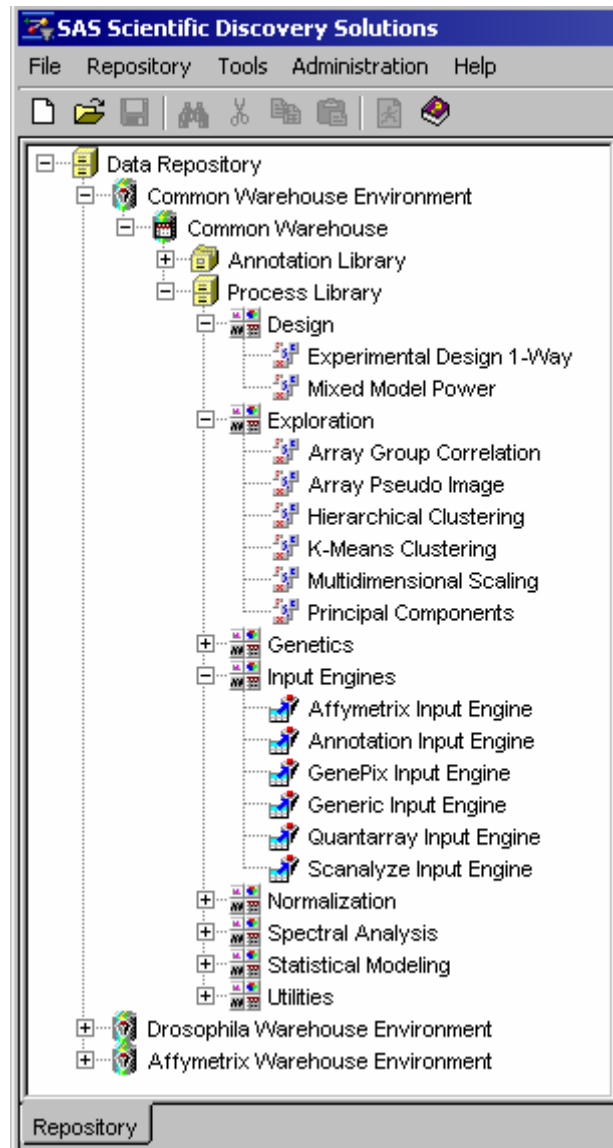 SAS Scientific Discovery Solutions
File Repository Tools Administration Help
Data Repository
Common Warehouse Environment
Common Warehouse
Annotation Library
Process Library
Design
Experimental Design 1-Way
Mixed Model Power
Exploration
Array Group Correlation
Array Pseudo Image
Hierarchical Clustering
K-Means Clustering
Multidimensional Scaling
Principal Components
Genetics
Input Engines
Affymetrix Input Engine
Annotation Input Engine
GenePix Input Engine
Generic Input Engine
Quantarray Input Engine
Scanalyze Input Engine
Normalization
Spectral Analysis
Statistical Modeling
Utilities
Drosophila Warehouse Environment
Affymetrix Warehouse Environment
Repository